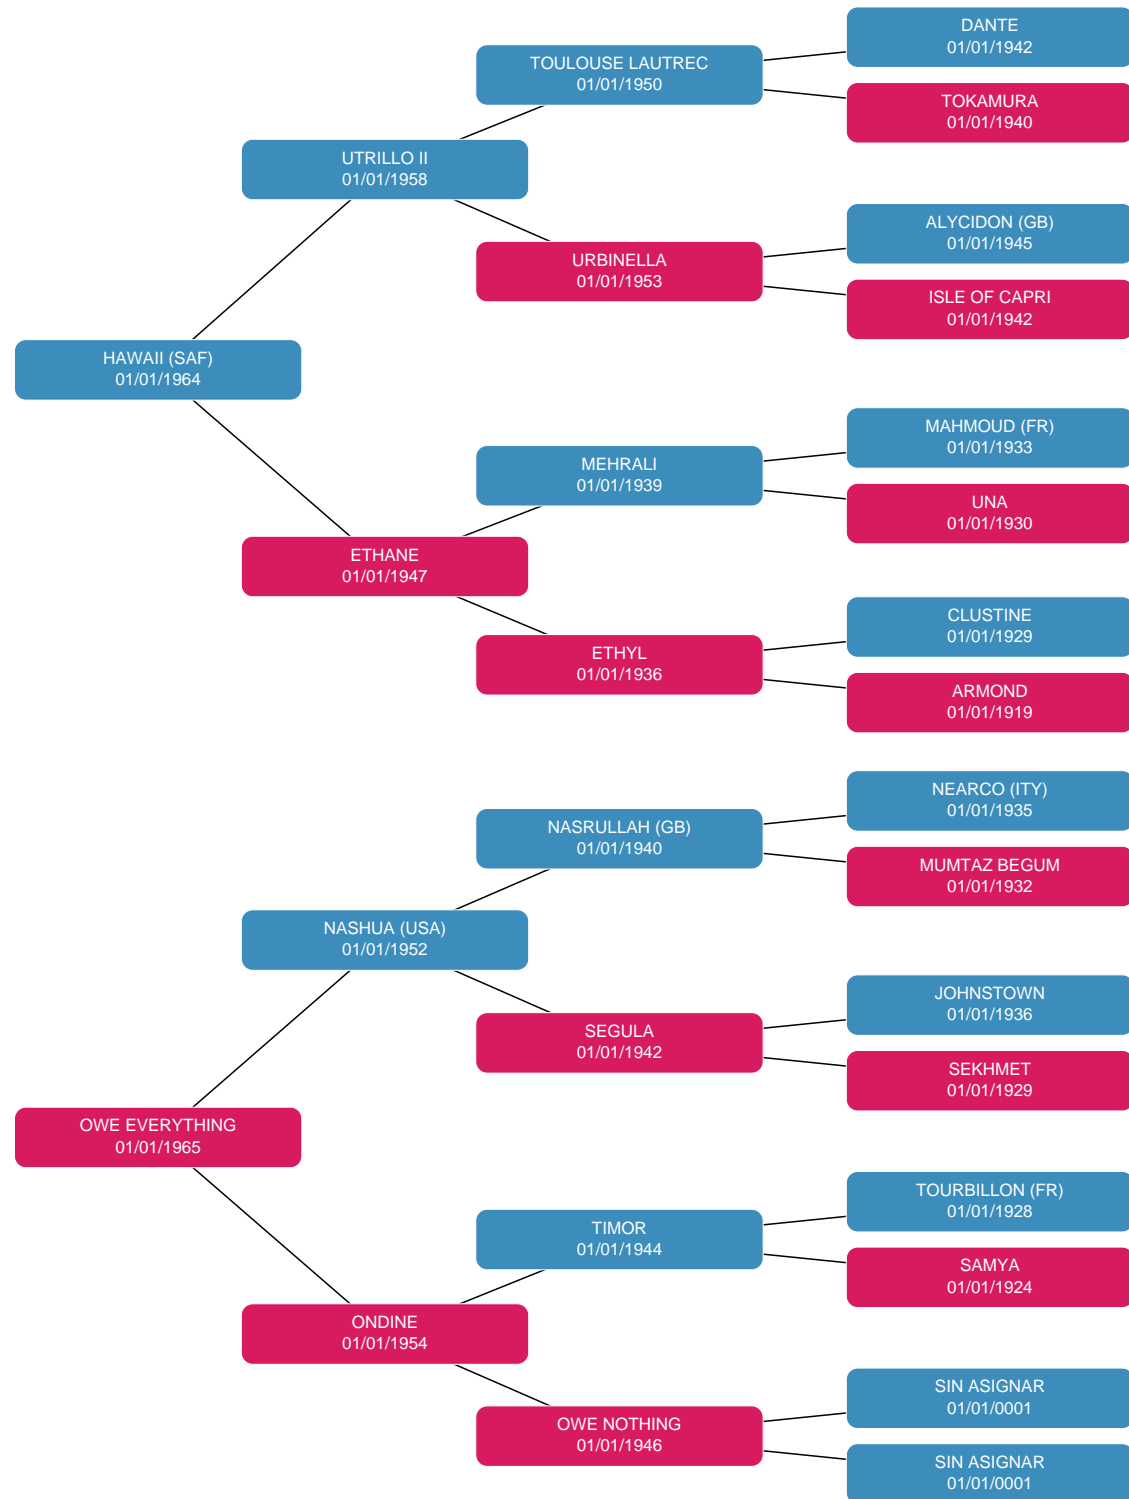 DANTE
01/01/1942
TOULOUSE LAUTREC
01/01/1950
TOKAMURA
01/01/1940
UTRILLO II
01/01/1958
ALYCIDON (GB)
01/01/1945
URBINELLA
01/01/1953
ISLE OF CAPRI
01/01/1942
HAWAII (SAF)
01/01/1964
MAHMOUD (FR)
01/01/1933
MEHRALI
01/01/1939
UNA
01/01/1930
ETHANE
01/01/1947
CLUSTINE
01/01/1929
ETHYL
01/01/1936
ARMOND
01/01/1919
NEARCO (ITY)
01/01/1935
NASRULLAH (GB)
01/01/1940
MUMTAZ BEGUM
01/01/1932
NASHUA (USA)
01/01/1952
JOHNSTOWN
01/01/1936
SEGULA
01/01/1942
SEKHMET
01/01/1929
OWE EVERYTHING
01/01/1965
TOURBILLON (FR)
01/01/1928
TIMOR
01/01/1944
SAMYA
01/01/1924
ONDINE
01/01/1954
SIN ASIGNAR
01/01/0001
OWE NOTHING
01/01/1946
SIN ASIGNAR
01/01/0001